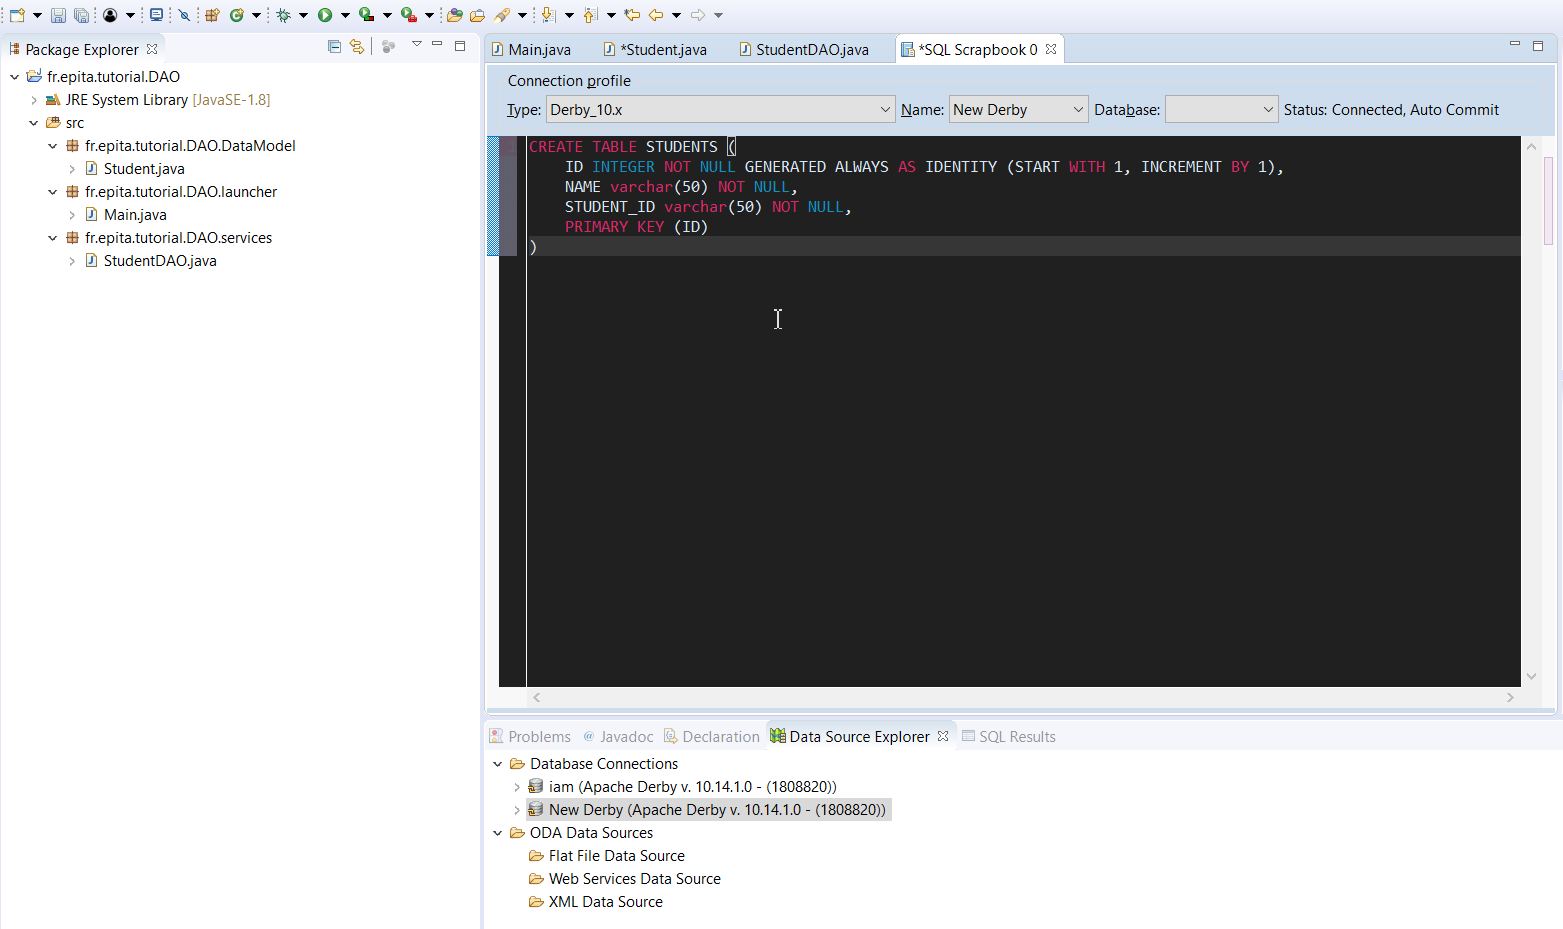 Package Explorer
fr.epita.tutorial.DAO
JRE System Library [JavaSE-1.8]
src
fr.epita.tutorial.DAO.DataModel
Student.java
fr.epita.tutorial.DAO.launcher
Main.java
fr.epita.tutorial.DAO.services
StudentDAO.java
Main.java
*Student.java
StudentDAO.java
*SQL Scrapbook 0
Connection profile
Type: Derby_10.x Name: New Derby Database: Status: Connected, Auto Commit
CREATE TABLE STUDENTS (
ID INTEGER NOT NULL GENERATED ALWAYS AS IDENTITY (START WITH 1, INCREMENT BY 1),
NAME varchar(50) NOT NULL,
STUDENT_ID varchar(50) NOT NULL,
PRIMARY KEY (ID)
)
Problems
Javadoc
Declaration
Data Source Explorer
SQL Results
Database Connections
iam (Apache Derby v. 10.14.1.0 - (1808820))
New Derby (Apache Derby v. 10.14.1.0 - (1808820))
ODA Data Sources
Flat File Data Source
Web Services Data Source
XML Data Source